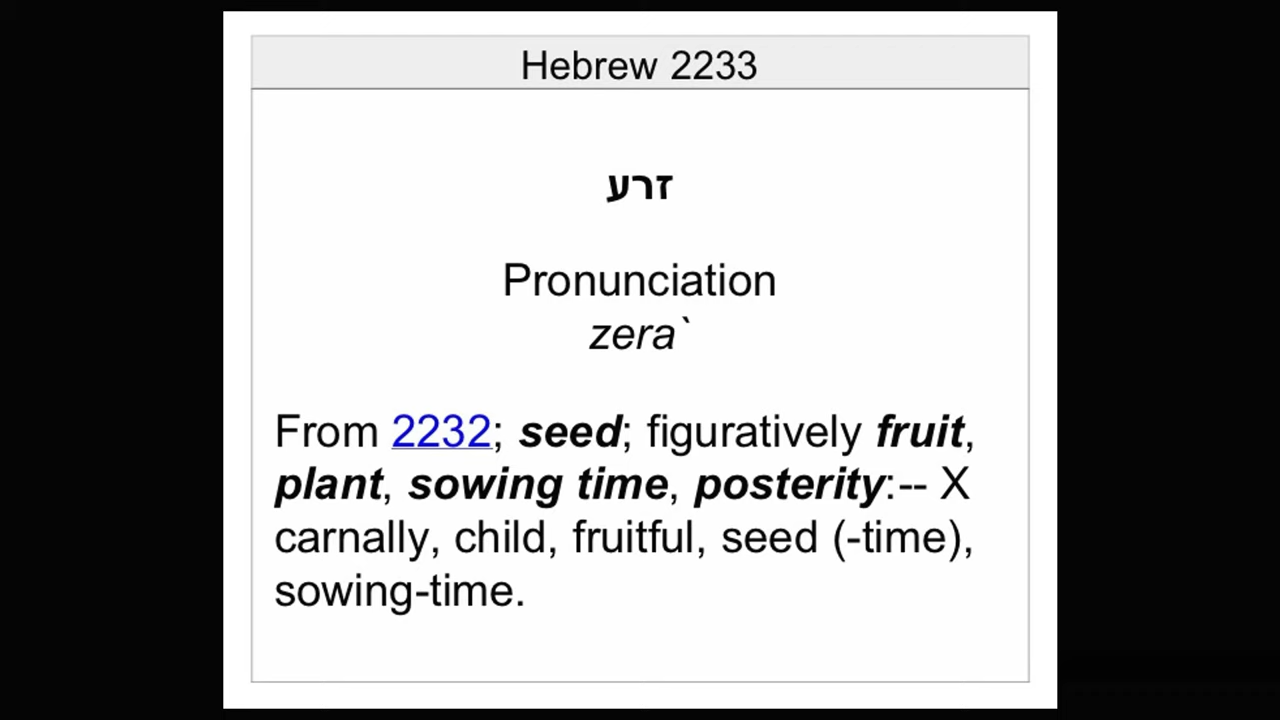 Hebrew 2233
זרע
Pronunciation
zera`
From 2232; seed; figuratively fruit,
plant, sowing time, posterity:-- X
carnally, child, fruitful, seed (-time),
sowing-time.